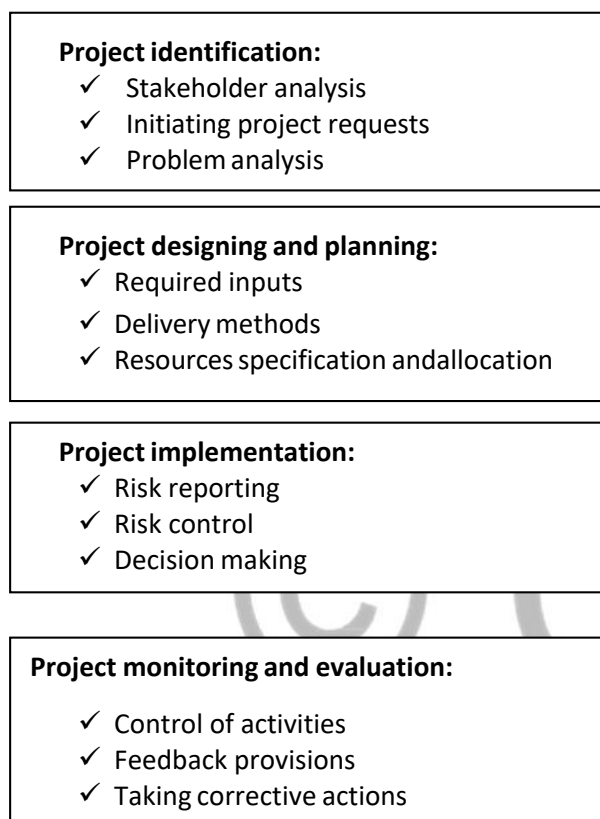 Project identification:
✓ Stakeholder analysis
✓ Initiating project requests
✓ Problem analysis
Project designing and planning:
✓ Required inputs
✓ Delivery methods
✓ Resources specification andallocation
Project implementation:
✓ Risk reporting
✓ Risk control
✓ Decision making
Project monitoring and evaluation:
✓ Control of activities
✓ Feedback provisions
✓ Taking corrective actions